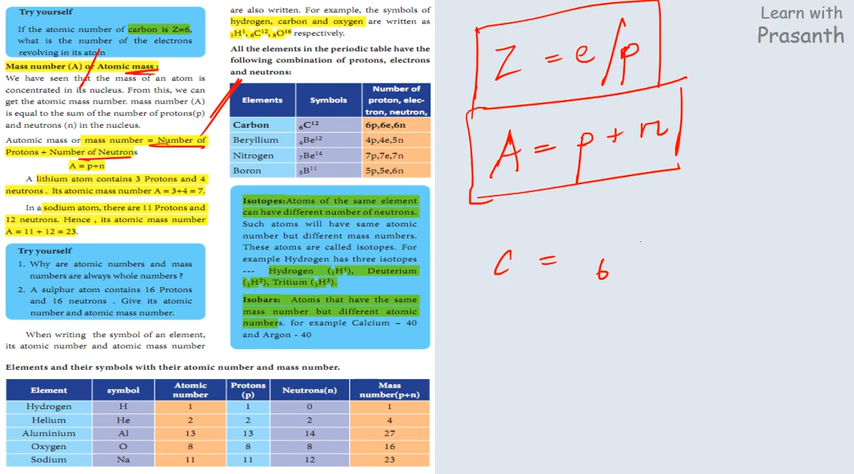 Try yourself
If the atomic number of carbon is Z=6,
what is the number of the electrons
revolving in its atom
Mass number (A) or Atomic mass :
We have seen that the mass of an atom is
concentrated in its nucleus. From this, we can
get the atomic mass number. mass number (A)
is equal to the sum of the number of protons(p)
and neutrons (n) in the nucleus.
Automic mass or mass number = Number of
Protons + Number of Neutrons
A = p+n
A lithium atom contains 3 Protons and 4
neutrons . Its atomic mass number A = 3+4 = 7.
In a sodium atom, there are 11 Protons and
12 neutrons. Hence , its atomic mass number
A = 11 + 12 = 23.
Try yourself
1. Why are atomic numbers and mass
numbers are always whole numbers ?
2. A sulphur atom contains 16 Protons
and 16 neutrons . Give its atomic
number and atomic mass number.
When writing the symbol of an element,
its atomic number and atomic mass number
are also written. For example, the symbols of
hydrogen, carbon and oxygen are written as
₁H¹, ₆C¹², ₈O¹⁶ respectively.
All the elements in the periodic table have the
following combination of protons, electrons
and neutrons:
Elements Symbols Number of proton, elec- tron, neutron,
Carbon ₆C¹² 6p,6e,6n
Beryllium ₄Be¹² 4p,4e,5n
Nitrogen ₇Be¹⁴ 7p,7e,7n
Boron ₅B¹¹ 5p,5e,6n
Isotopes:Atoms of the same element
can have different number of neutrons.
Such atoms will have same atomic
number but different mass numbers.
These atoms are called isotopes. For
example Hydrogen has three isotopes
--- Hydrogen (₁H¹), Deuterium
(₁H²), Tritium (₁H³).
Isobars: Atoms that have the same
mass number but different atomic
numbers. for example Calcium – 40
and Argon - 40
Elements and their symbols with their atomic number and mass number.
Element symbol Atomic number Protons (p) Neutrons(n) Mass number(p+n)
Hydrogen H 1 1 0 1
Helium He 2 2 2 4
Aluminium Al 13 13 14 27
Oxygen O 8 8 8 16
Sodium Na 11 11 12 23
Learn with
Prasanth
Z = e/p
A = p + n
C = 6